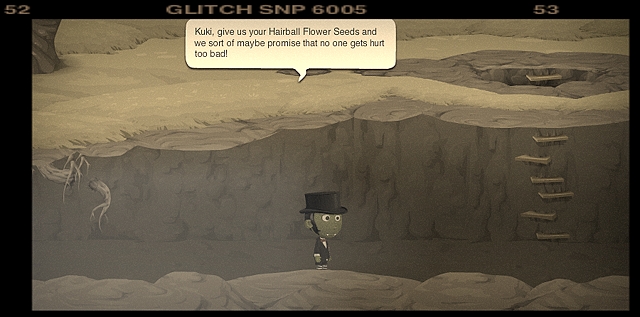 52 GLITCH SNP 6005 53
Kuki, give us your Hairball Flower Seeds and
we sort of maybe promise that no one gets hurt
too bad!